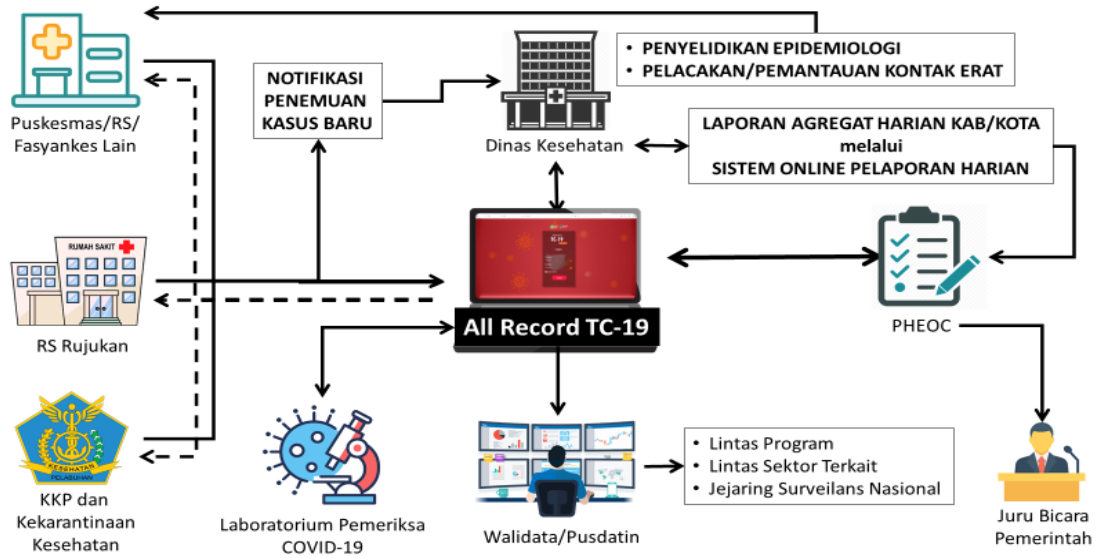 Puskesmas/RS/
Fasyankes Lain
NOTIFIKASI
PENEMUAN
KASUS BARU
Dinas Kesehatan
• PENYELIDIKAN EPIDEMIOLOGI
• PELACAKAN/PEMANTAUAN KONTAK ERAT
LAPORAN AGREGAT HARIAN KAB/KOTA
melalui
SISTEM ONLINE PELAPORAN HARIAN
RUMAH SAKIT
RS Rujukan
TC-19
All Record TC-19
PHEOC
KESEHATAN
PELABUHAN
KKP dan
Kekarantinaan
Kesehatan
Laboratorium Pemeriksa
COVID-19
Walidata/Pusdatin
• Lintas Program
• Lintas Sektor Terkait
• Jejaring Surveilans Nasional
Juru Bicara
Pemerintah